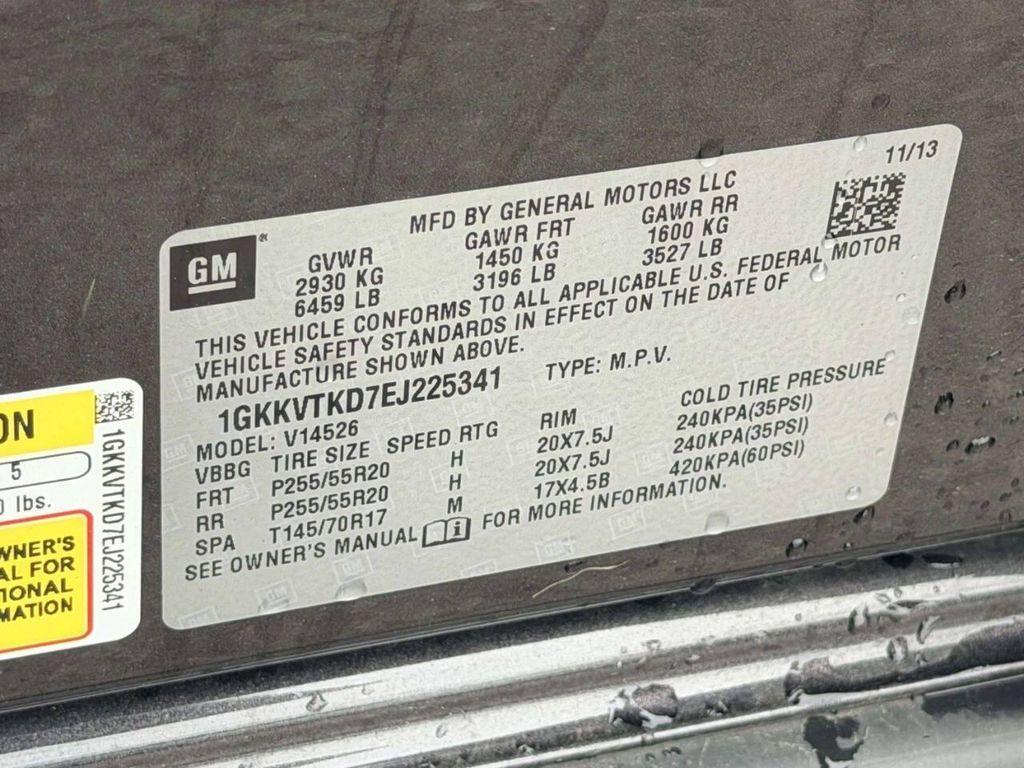 11/13
MFD BY GENERAL MOTORS LLC
GM
GVWR GAWR FRT GAWR RR
2930 KG 1450 KG 1600 KG
6459 LB 3196 LB 3527 LB
THIS VEHICLE CONFORMS TO ALL APPLICABLE U.S. FEDERAL MOTOR
VEHICLE SAFETY STANDARDS IN EFFECT ON THE DATE OF
MANUFACTURE SHOWN ABOVE.
1GKKVTKD7EJ225341 TYPE: M.P.V.
MODEL: V14526
VBBG TIRE SIZE SPEED RTG RIM COLD TIRE PRESSURE
FRT P255/55R20 H 20X7.5J 240KPA(35PSI)
RR P255/55R20 H 20X7.5J 240KPA(35PSI)
SPA T145/70R17 M 17X4.5B 420KPA(60PSI)
SEE OWNER'S MANUAL i FOR MORE INFORMATION.
ON
5
0 lbs.
WNER'S
AL FOR
TIONAL
MATION
1GKKVTKD7EJ225341